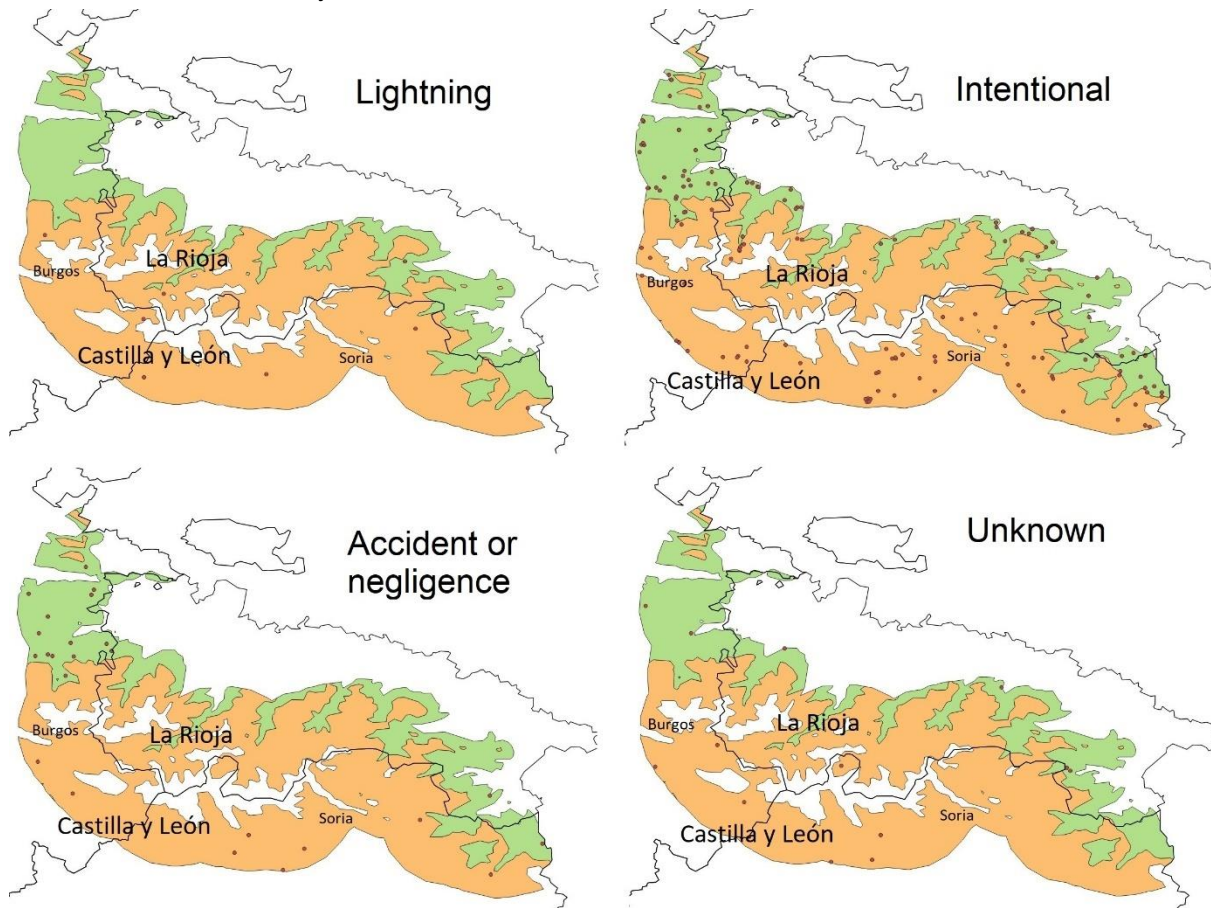 Lightning
La Rioja
Burgos
Castilla y León
Soria
Intentional
La Rioja
Burgos
Castilla y León
Soria
Accident or
negligence
La Rioja
Burgos
Castilla y León
Soria
Unknown
La Rioja
Burgos
Castilla y León
Soria